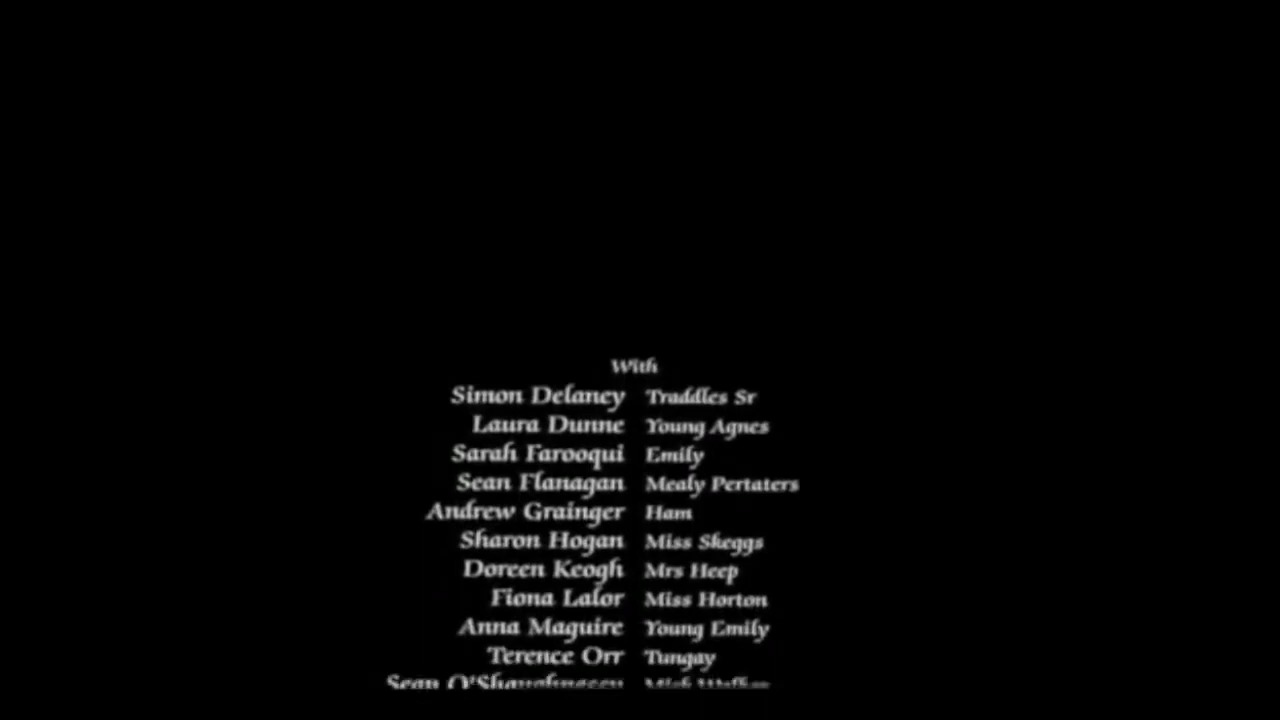 With
Simon Delaney Traddles Sr
Laura Dunne Young Agnes
Sarah Farooqui Emily
Sean Flanagan Mealy Pertaters
Andrew Grainger Ham
Sharon Hogan Miss Skeggs
Doreen Keogh Mrs Heep
Fiona Lalor Miss Horton
Anna Maguire Young Emily
Terence Orr Tungay
Sean O'Shaughnessy